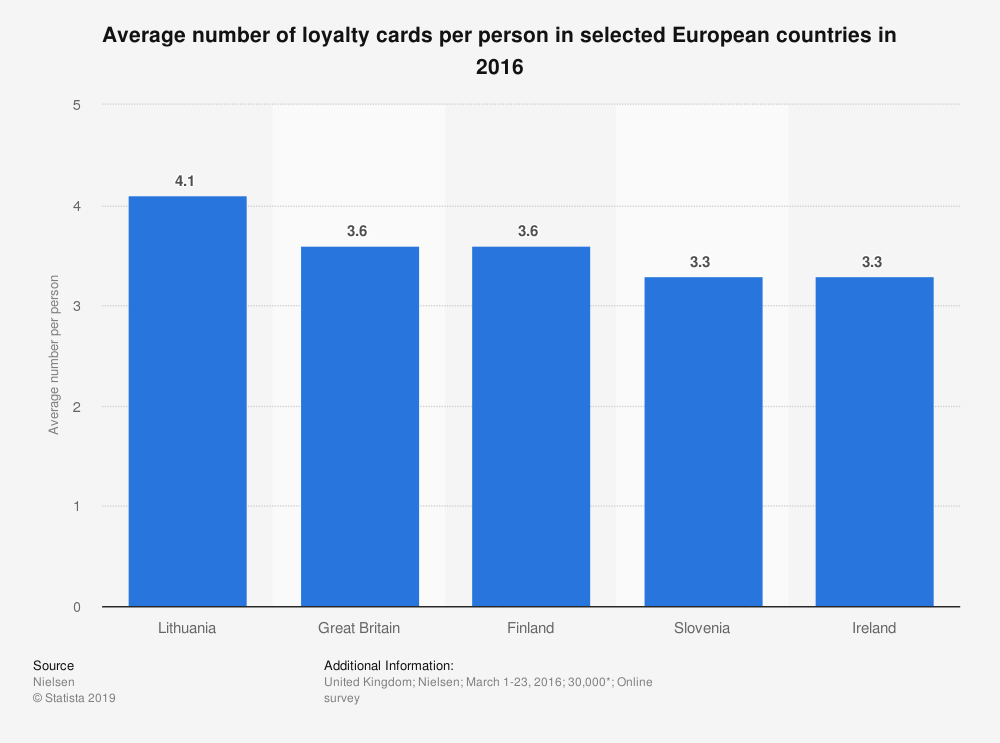 Average number of loyalty cards per person in selected European countries in
2016
Average number per person
5
4
3
2
1
0
4.1
3.6
3.6
3.3
3.3
Lithuania
Great Britain
Finland
Slovenia
Ireland
Source
Nielsen
© Statista 2019
Additional Information:
United Kingdom; Nielsen; March 1-23, 2016; 30,000*; Online
survey